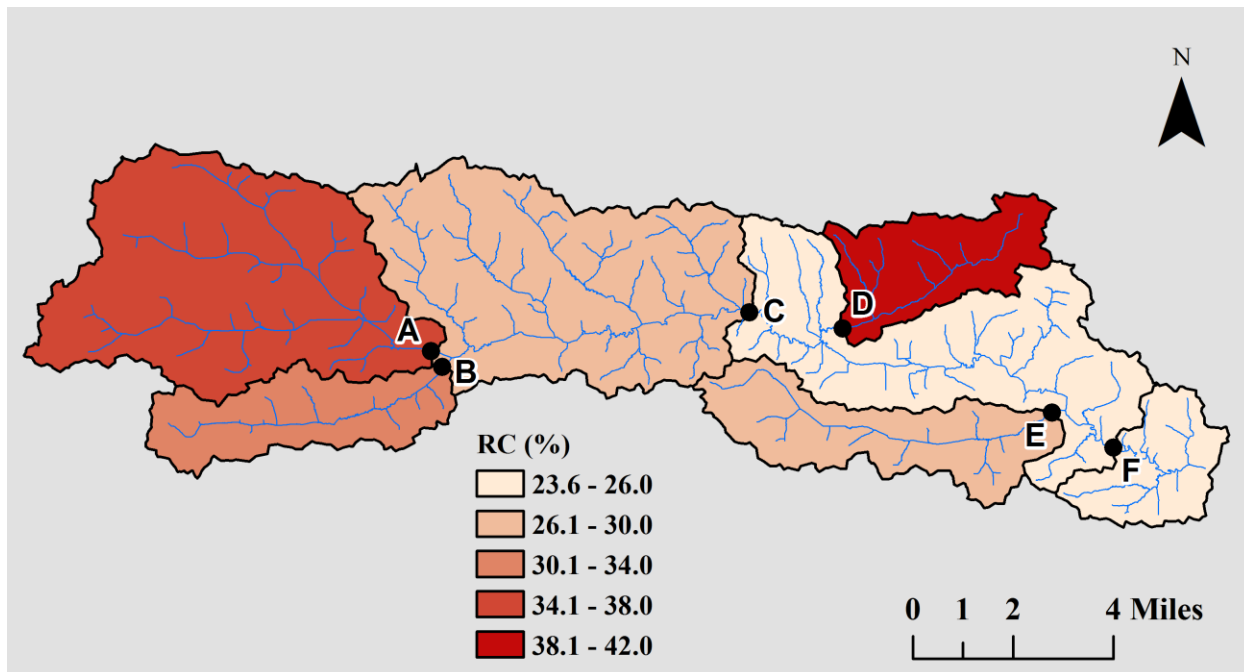 N
A
B
C
D
E
F
RC (%)
23.6 - 26.0
26.1 - 30.0
30.1 - 34.0
34.1 - 38.0
38.1 - 42.0
0 1 2 4 Miles